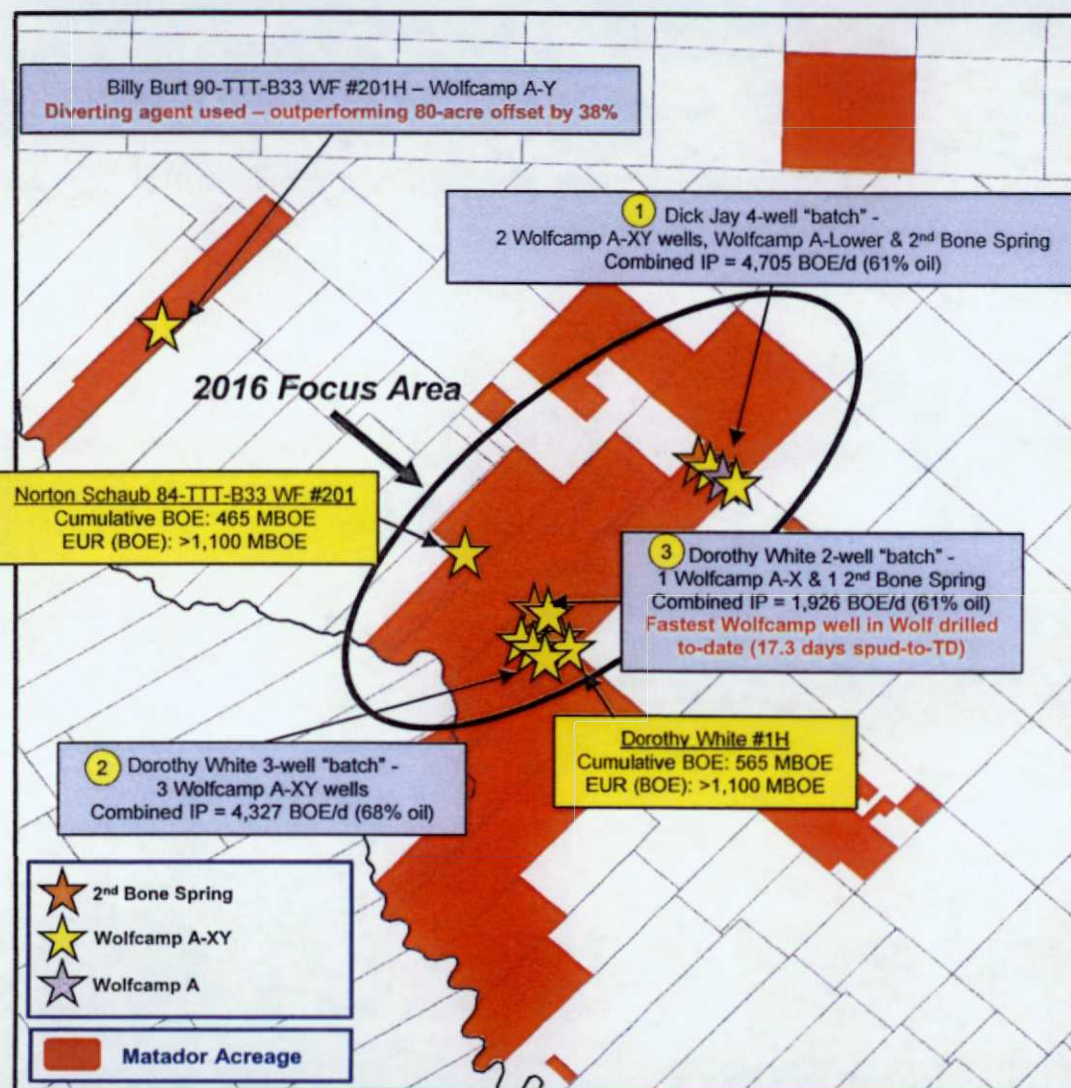 Billy Burt 90-TTT-B33 WF #201H – Wolfcamp A-Y
Diverting agent used – outperforming 80-acre offset by 38%
1 Dick Jay 4-well "batch" -
2 Wolfcamp A-XY wells, Wolfcamp A-Lower & 2nd Bone Spring
Combined IP = 4,705 BOE/d (61% oil)
2016 Focus Area
Norton Schaub 84-TTT-B33 WF #201
Cumulative BOE: 465 MBOE
EUR (BOE): >1,100 MBOE
3 Dorothy White 2-well "batch" -
1 Wolfcamp A-X & 1 2nd Bone Spring
Combined IP = 1,926 BOE/d (61% oil)
Fastest Wolfcamp well in Wolf drilled
to-date (17.3 days spud-to-TD)
Dorothy White #1H
Cumulative BOE: 565 MBOE
EUR (BOE): >1,100 MBOE
2 Dorothy White 3-well "batch" -
3 Wolfcamp A-XY wells
Combined IP = 4,327 BOE/d (68% oil)
2nd Bone Spring
Wolfcamp A-XY
Wolfcamp A
Matador Acreage